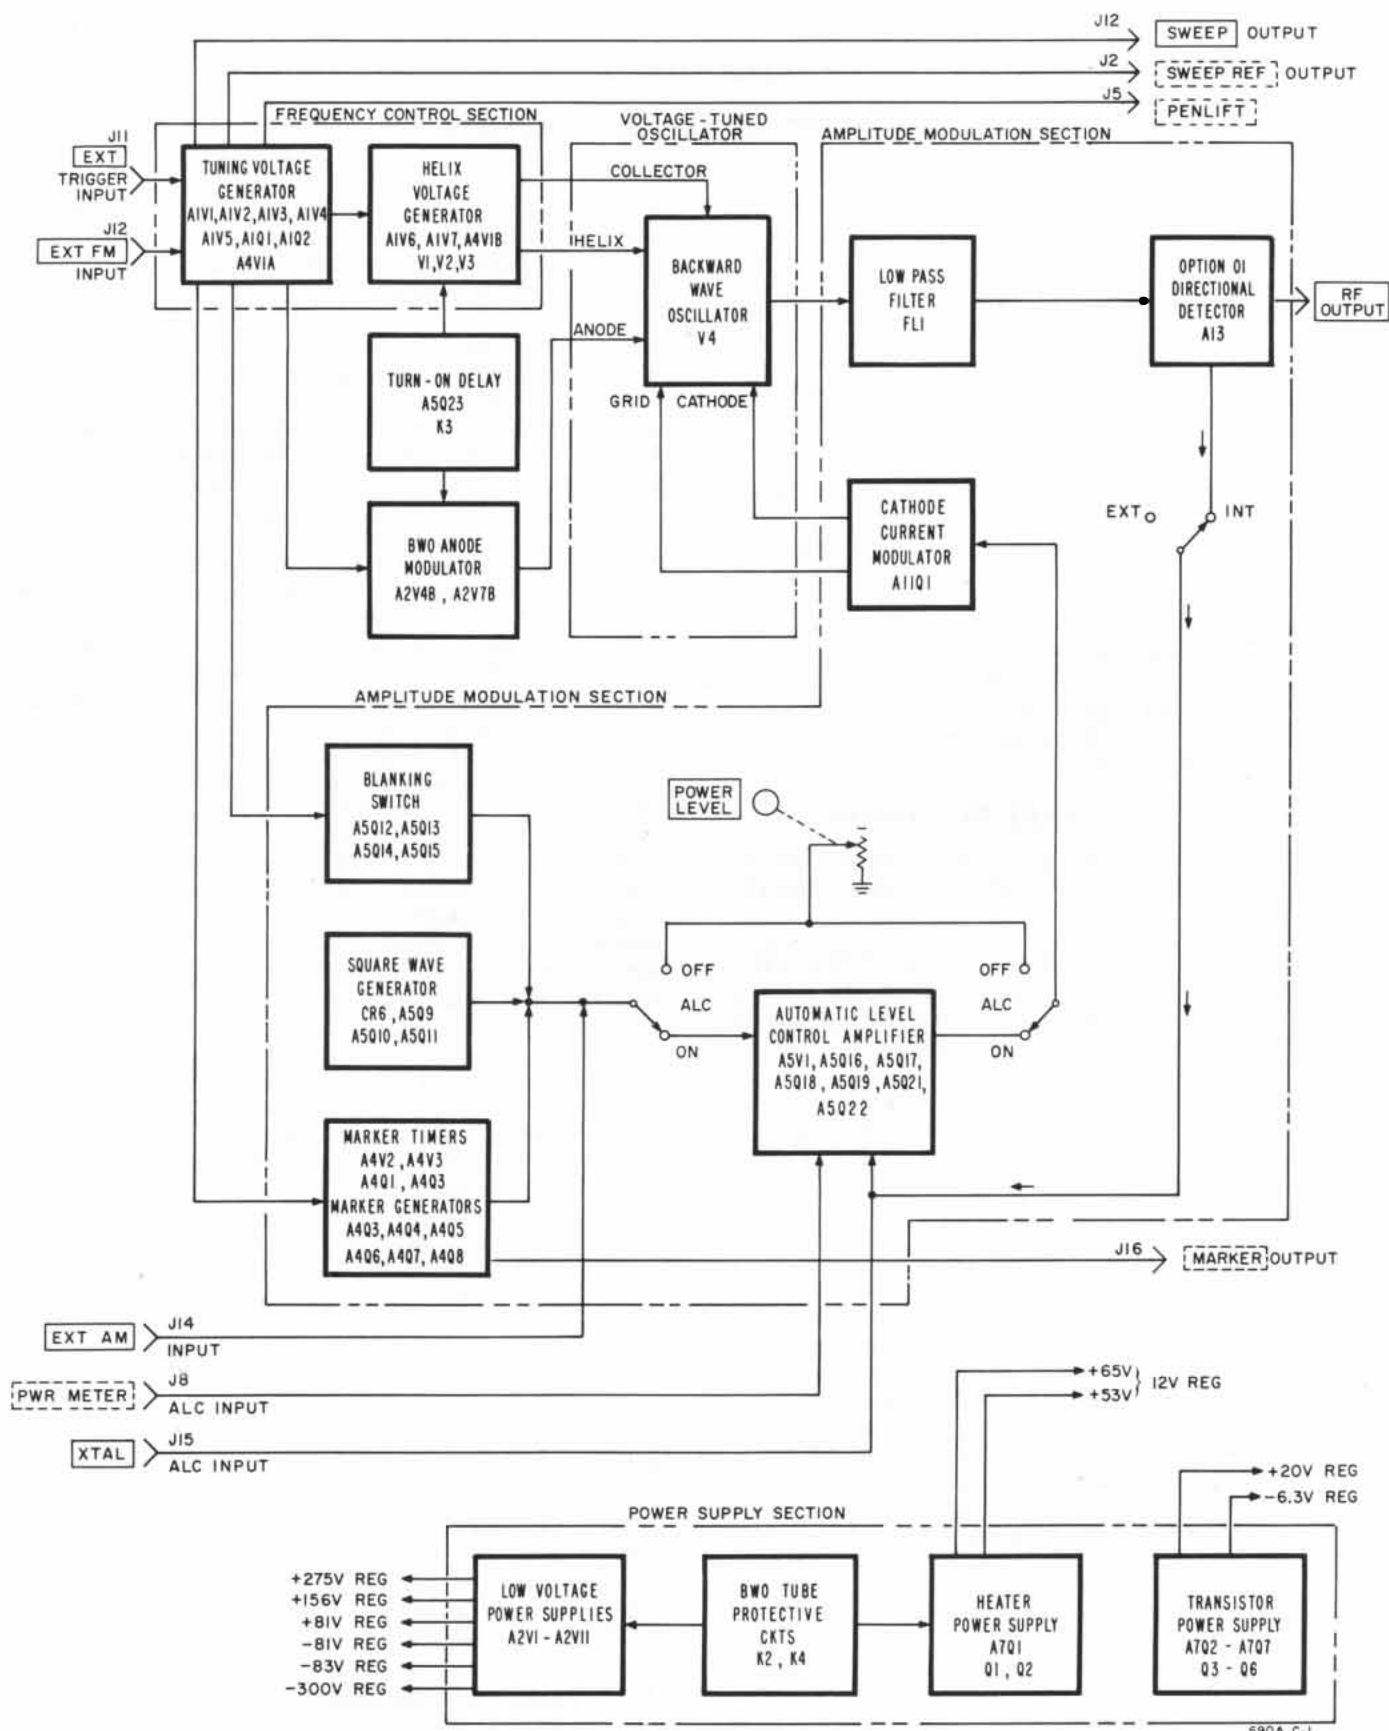 J12
SWEEP OUTPUT
J2
SWEEP REF OUTPUT
J5
PENLIFT
FREQUENCY CONTROL SECTION
VOLTAGE-TUNED
OSCILLATOR
AMPLITUDE MODULATION SECTION
J11
EXT
TRIGGER
INPUT
J12
EXT FM
INPUT
TUNING VOLTAGE
GENERATOR
A1V1, A1V2, A1V3, A1V4
A1V5, A1Q1, A1Q2
A4V1A
HELIX
VOLTAGE
GENERATOR
A1V6, A1V7, A4V1B
V1, V2, V3
COLLECTOR
HELIX
ANODE
GRID CATHODE
BACKWARD
WAVE
OSCILLATOR
V4
LOW PASS
FILTER
FL1
OPTION 01
DIRECTIONAL
DETECTOR
A13
RF
OUTPUT
TURN-ON DELAY
A5Q23
K3
BWO ANODE
MODULATOR
A2V4B, A2V7B
CATHODE
CURRENT
MODULATOR
A11Q1
EXT
INT
AMPLITUDE MODULATION SECTION
BLANKING
SWITCH
A5Q12, A5Q13
A5Q14, A5Q15
POWER
LEVEL
SQUARE WAVE
GENERATOR
CR6, A5Q9
A5Q10, A5Q11
OFF
ALC
ON
OFF
ALC
ON
AUTOMATIC LEVEL
CONTROL AMPLIFIER
A5V1, A5Q16, A5Q17,
A5Q18, A5Q19, A5Q21,
A5Q22
MARKER TIMERS
A4V2, A4V3
A4Q1, A4Q3
MARKER GENERATORS
A4Q3, A4Q4, A4Q5
A4Q6, A4Q7, A4Q8
J16
MARKER OUTPUT
EXT AM
J14
INPUT
PWR METER
J8
ALC INPUT
XTAL
J15
ALC INPUT
+65V
+53V
12V REG
+20V REG
-6.3V REG
POWER SUPPLY SECTION
+275V REG
+156V REG
+81V REG
-81V REG
-83V REG
-300V REG
LOW VOLTAGE
POWER SUPPLIES
A2V1 - A2V11
BWO TUBE
PROTECTIVE
CKTS
K2, K4
HEATER
POWER SUPPLY
A7Q1
Q1, Q2
TRANSISTOR
POWER SUPPLY
A7Q2 - A7Q7
Q3 - Q6